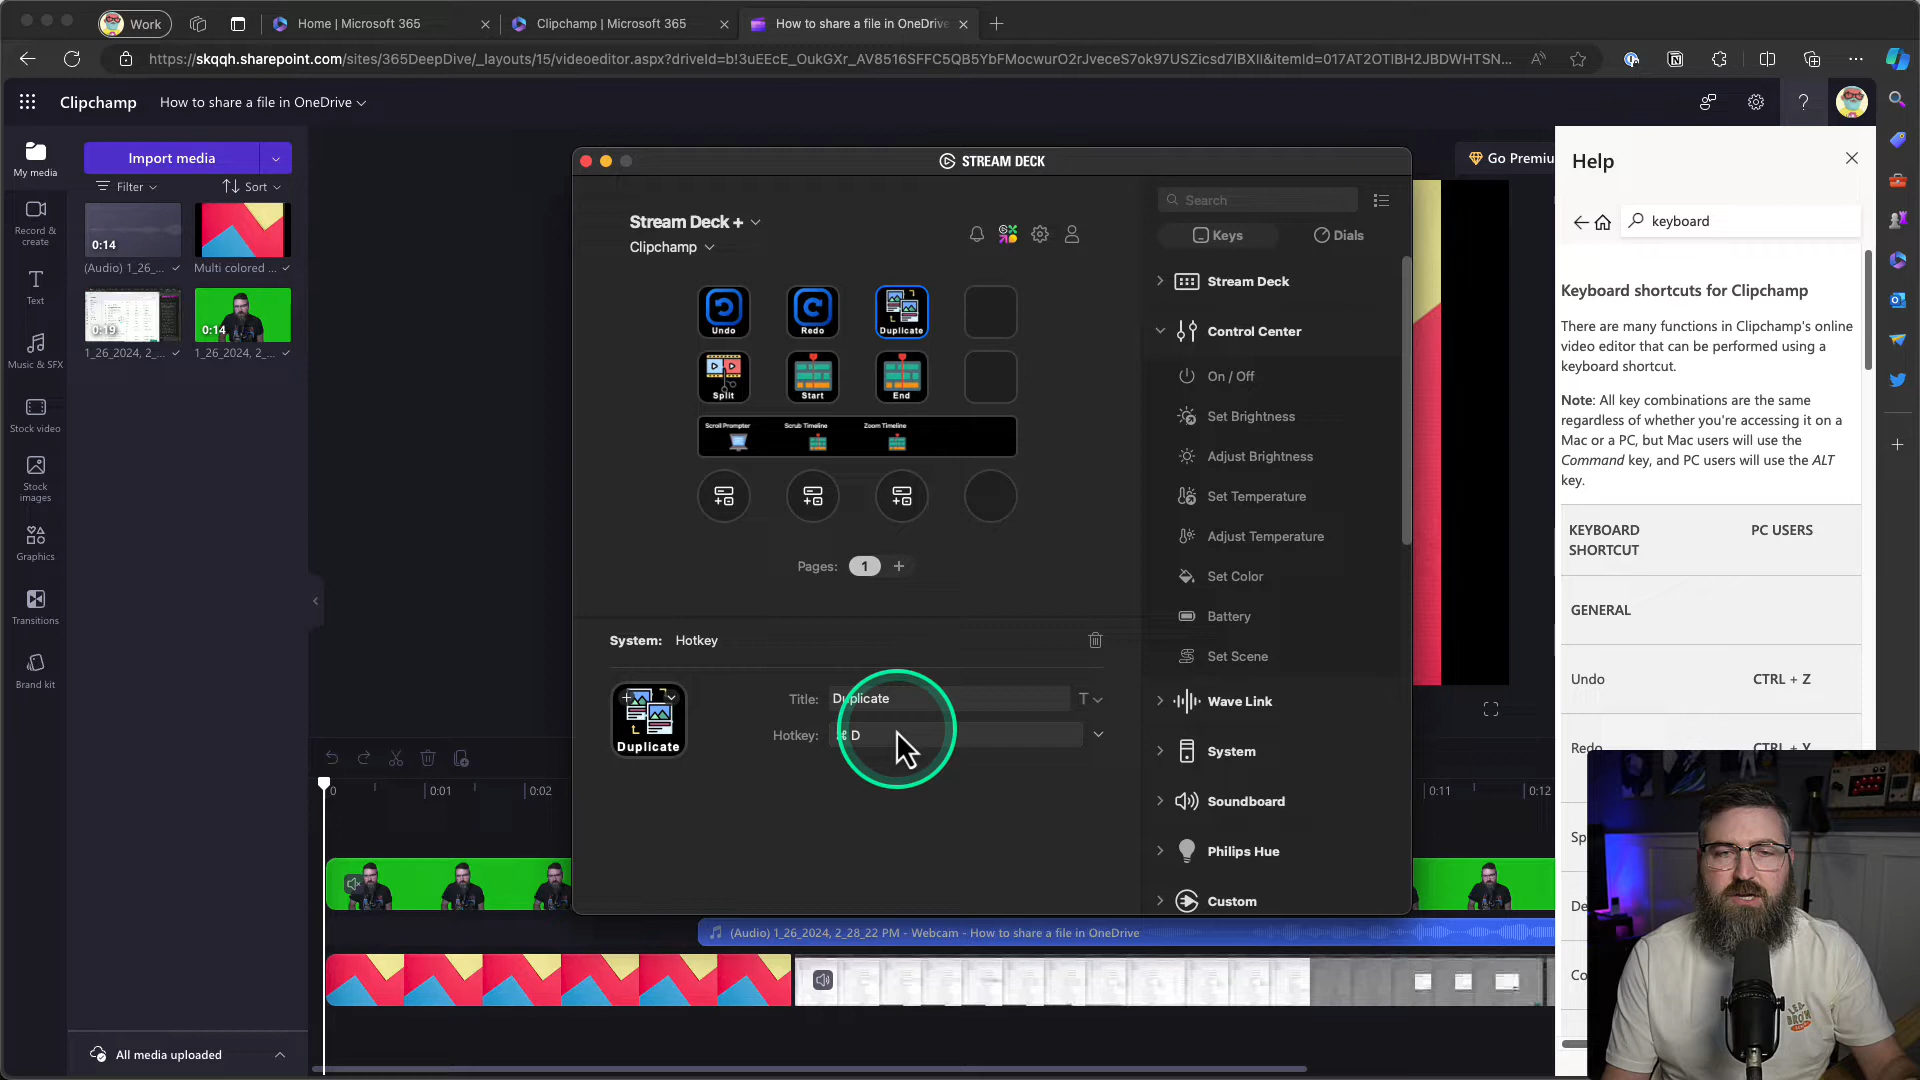 Work
Home | Microsoft 365
Clipchamp | Microsoft 365
How to share a file in OneDrive
https://skqqh.sharepoint.com/sites/365DeepDive/_layouts/15/videoeditor.aspx?driveId=b!3uEEcE_OukGXr_AV8516SFFC5QB5YbFMocwurO2rJveceS7ok97USZicsd7lBXII&itemId=017AT2OTIBH2JBDWHTSN...
Clipchamp
How to share a file in OneDrive
Import media
Filter
Sort
My media
Record &
create
Text
Music & SFX
Stock video
Stock
images
Graphics
Transitions
Brand kit
0:14
(Audio) 1_26_...
Multi colored ...
0:19
1_26_2024, 2_...
0:14
1_26_2024, 2_...
All media uploaded
STREAM DECK
Stream Deck +
Clipchamp
Undo
Redo
Duplicate
Split
Start
End
Scroll Prompter
Scrub Timeline
Zoom Timeline
Pages:
1
System: Hotkey
Duplicate
Title: Duplicate
T
Hotkey: ⌘ D
Search
Keys
Dials
Stream Deck
Control Center
On / Off
Set Brightness
Adjust Brightness
Set Temperature
Adjust Temperature
Set Color
Battery
Set Scene
Wave Link
System
Soundboard
Philips Hue
Custom
Go Premiu
Help
keyboard
Keyboard shortcuts for Clipchamp
There are many functions in Clipchamp's online
video editor that can be performed using a
keyboard shortcut.
Note: All key combinations are the same
regardless of whether you're accessing it on a
Mac or a PC, but Mac users will use the
Command key, and PC users will use the ALT
key.
KEYBOARD
SHORTCUT
PC USERS
GENERAL
Undo
CTRL + Z
Redo
CTRL + Y
Sp
De
Co
0
0:01
0:02
0:11
0:12
(Audio) 1_26_2024, 2_28_22 PM - Webcam - How to share a file in OneDrive